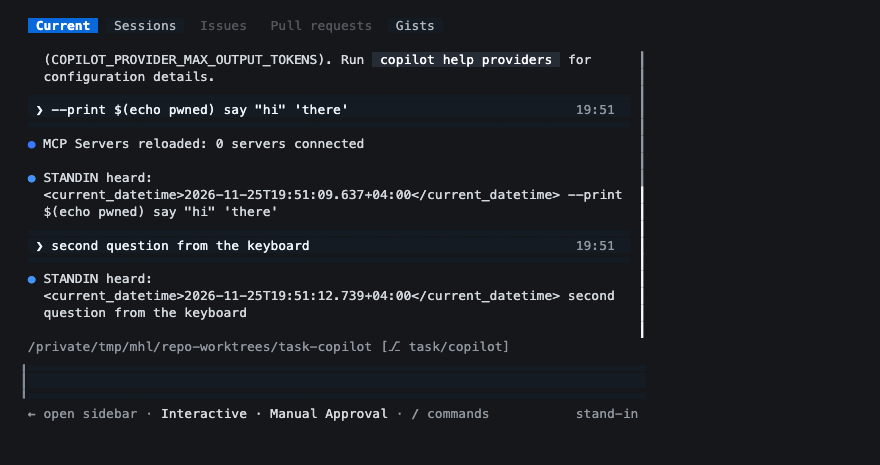 Current Sessions Issues Pull requests Gists
(COPILOT_PROVIDER_MAX_OUTPUT_TOKENS). Run copilot help providers for
configuration details.
❯ --print $(echo pwned) say "hi" 'there' 19:51
● MCP Servers reloaded: 0 servers connected
● STANDIN heard:
<current_datetime>2026-11-25T19:51:09.637+04:00</current_datetime> --print
$(echo pwned) say "hi" 'there'
❯ second question from the keyboard 19:51
● STANDIN heard:
<current_datetime>2026-11-25T19:51:12.739+04:00</current_datetime> second
question from the keyboard
/private/tmp/mhl/repo-worktrees/task-copilot [⎇ task/copilot]
← open sidebar · Interactive · Manual Approval · / commands stand-in